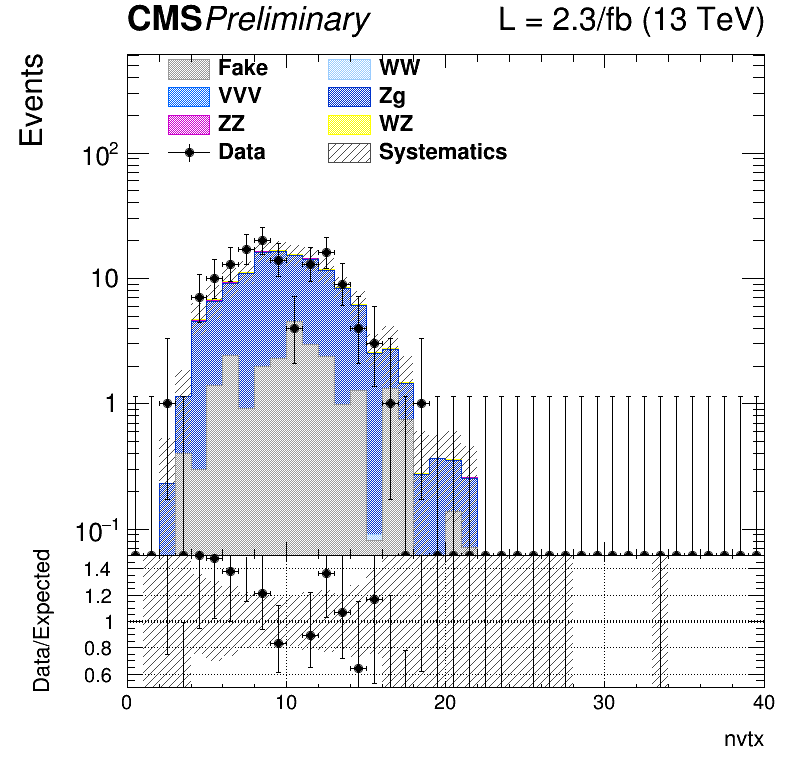 CMS Preliminary L = 2.3/fb (13 TeV)
Events
Fake WW
VVV Zg
ZZ WZ
Data Systematics
10²
10
1
10⁻¹
Data/Expected
1.4
1.2
1
0.8
0.6
0 10 20 30 40
nvtx